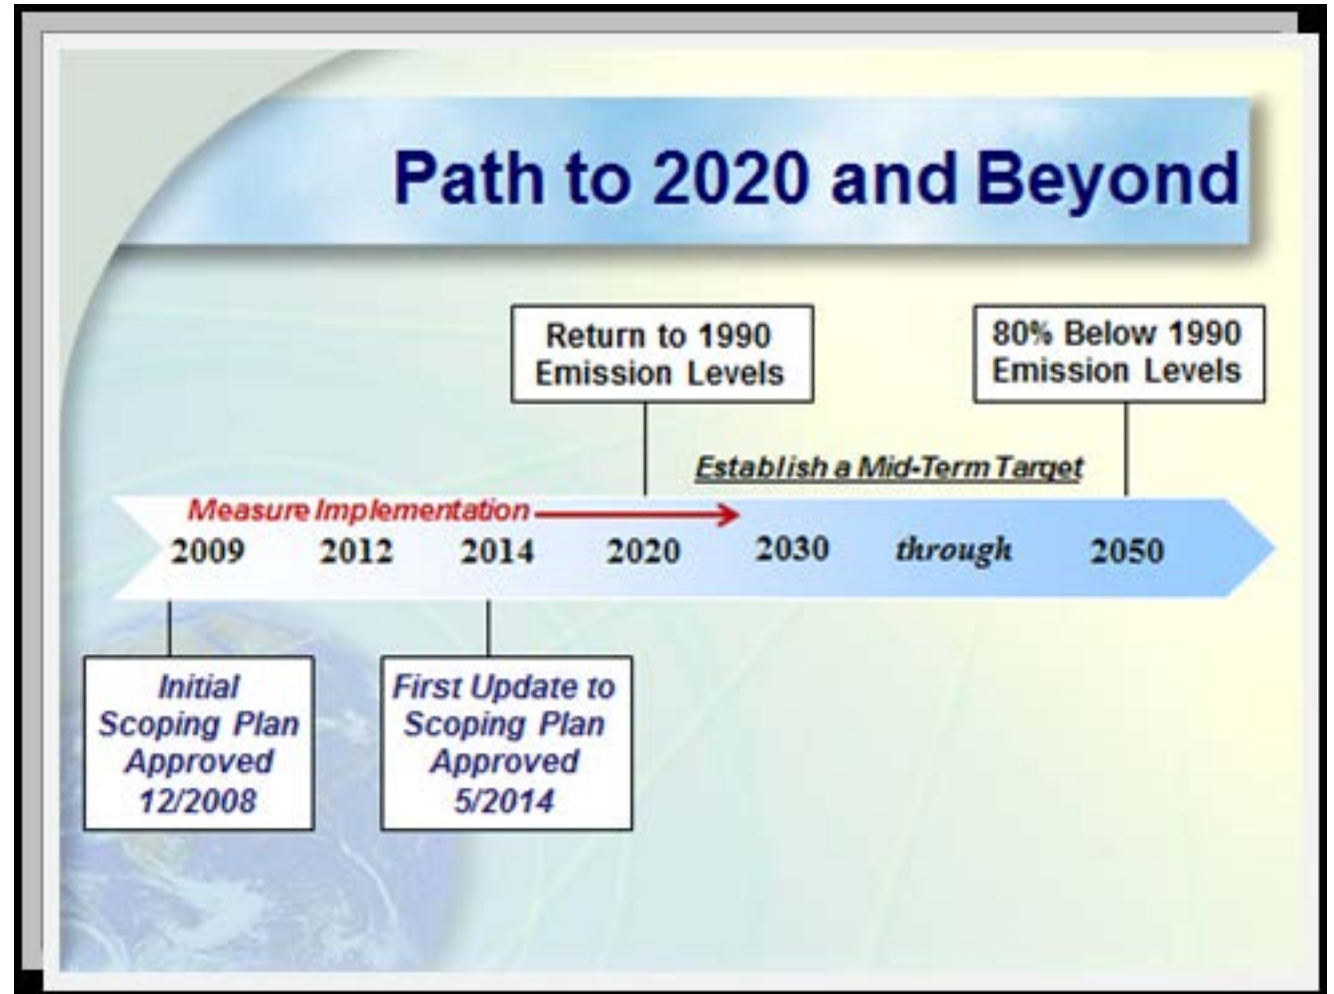 Path to 2020 and Beyond
Return to 1990
Emission Levels
80% Below 1990
Emission Levels
Establish a Mid-Term Target
Measure Implementation
2009 2012 2014 2020 2030 through 2050
Initial
Scoping Plan
Approved
12/2008
First Update to
Scoping Plan
Approved
5/2014